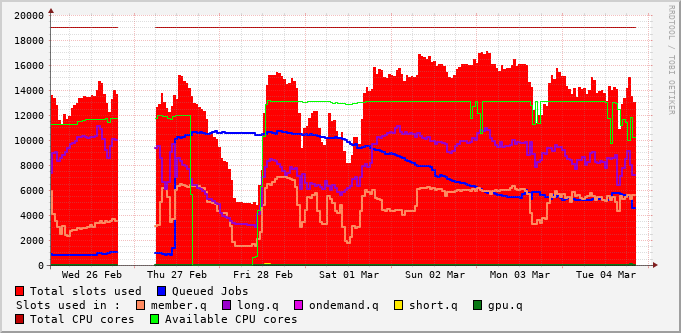 20000
18000
16000
14000
12000
10000
8000
6000
4000
2000
0
Wed 26 Feb Thu 27 Feb Fri 28 Feb Sat 01 Mar Sun 02 Mar Mon 03 Mar Tue 04 Mar
Total slots used Queued Jobs
Slots used in : member.q long.q ondemand.q short.q gpu.q
Total CPU cores Available CPU cores
RRDTOOL / TOBI OETIKER